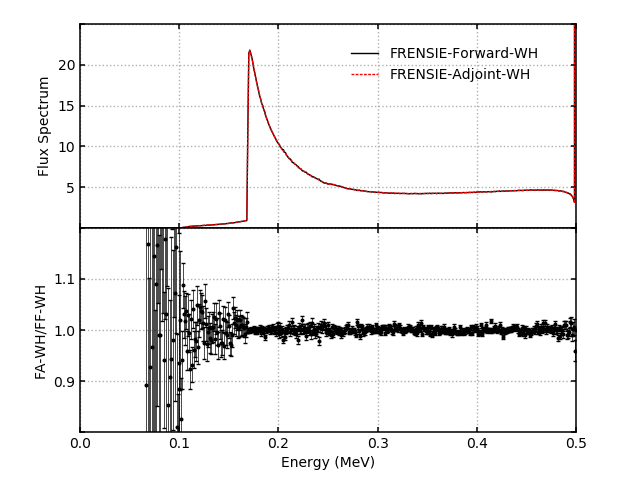 FRENSIE-Forward-WH
FRENSIE-Adjoint-WH
20
15
10
5
Flux Spectrum
1.1
1.0
0.9
FA-WH/FF-WH
0.0 0.1 0.2 0.3 0.4 0.5
Energy (MeV)